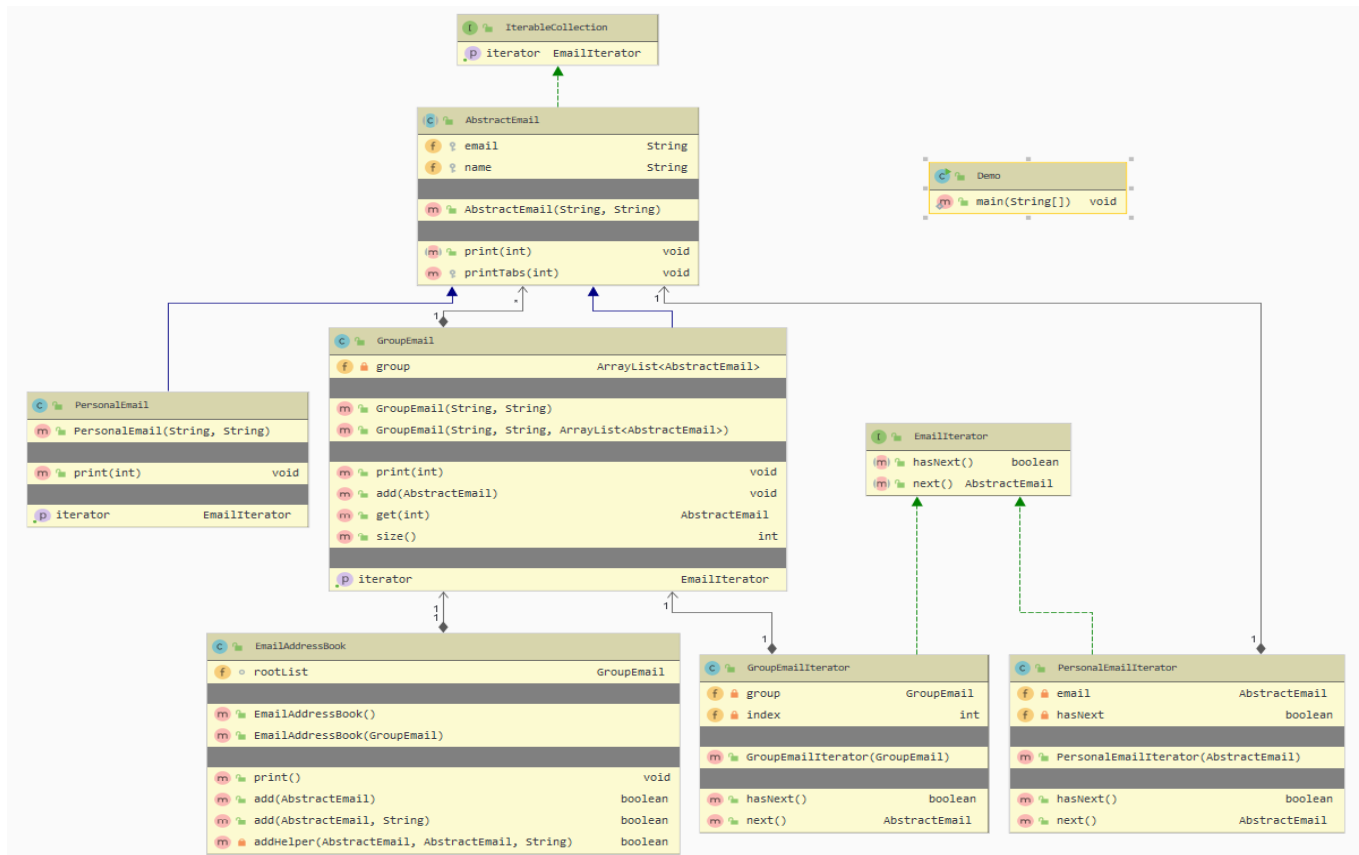 IterableCollection
iterator EmailIterator
AbstractEmail
email String
name String
AbstractEmail(String, String)
print(int) void
printTabs(int) void
Demo
main(String[]) void
1
*
1
1
GroupEmail
group ArrayList<AbstractEmail>
GroupEmail(String, String)
GroupEmail(String, String, ArrayList<AbstractEmail>)
print(int) void
add(AbstractEmail) void
get(int) AbstractEmail
size() int
iterator EmailIterator
PersonalEmail
PersonalEmail(String, String)
print(int) void
iterator EmailIterator
EmailIterator
hasNext() boolean
next() AbstractEmail
1
1
1
1
EmailAddressBook
rootList GroupEmail
EmailAddressBook()
EmailAddressBook(GroupEmail)
print() void
add(AbstractEmail) boolean
add(AbstractEmail, String) boolean
addHelper(AbstractEmail, AbstractEmail, String) boolean
GroupEmailIterator
group GroupEmail
index int
GroupEmailIterator(GroupEmail)
hasNext() boolean
next() AbstractEmail
PersonalEmailIterator
email AbstractEmail
hasNext boolean
PersonalEmailIterator(AbstractEmail)
hasNext() boolean
next() AbstractEmail